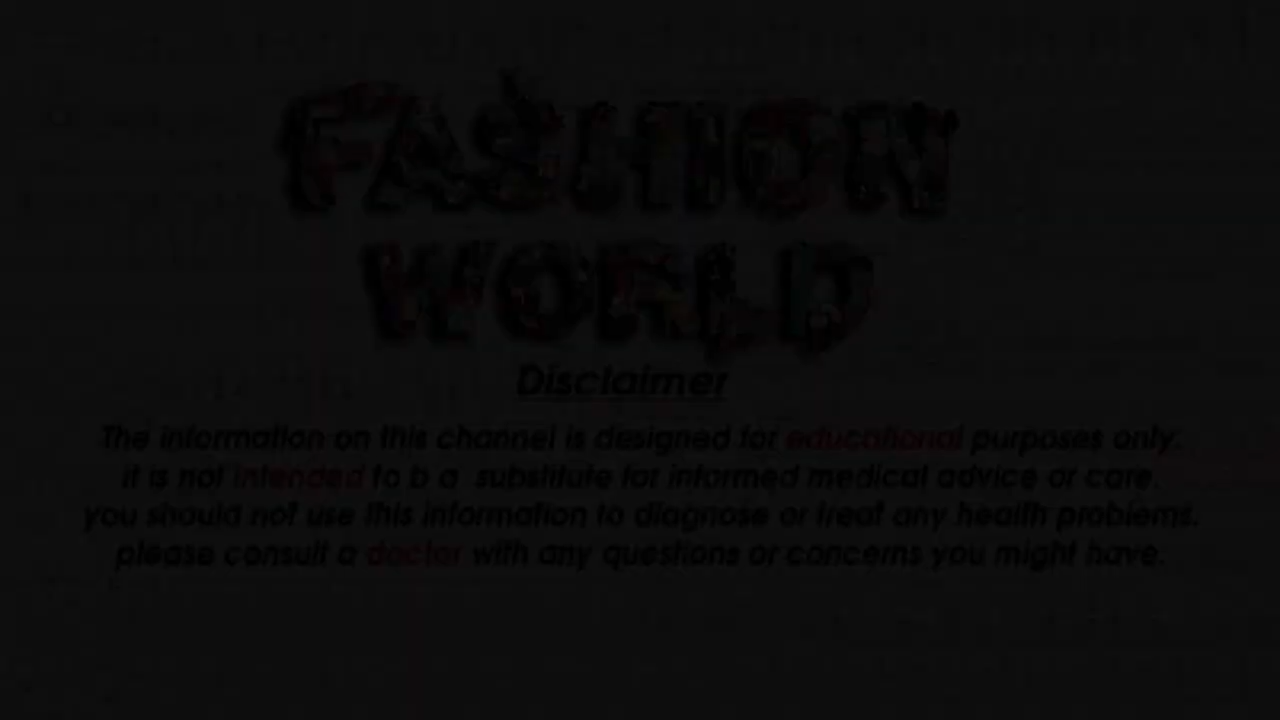 FASHION
WORLD
Disclaimer
The information on this channel is designed for educational purposes only.
it is not intended to b a substitute for informed medical advice or care.
you should not use this information to diagnose or treat any health problems.
please consult a doctor with any questions or concerns you might have.